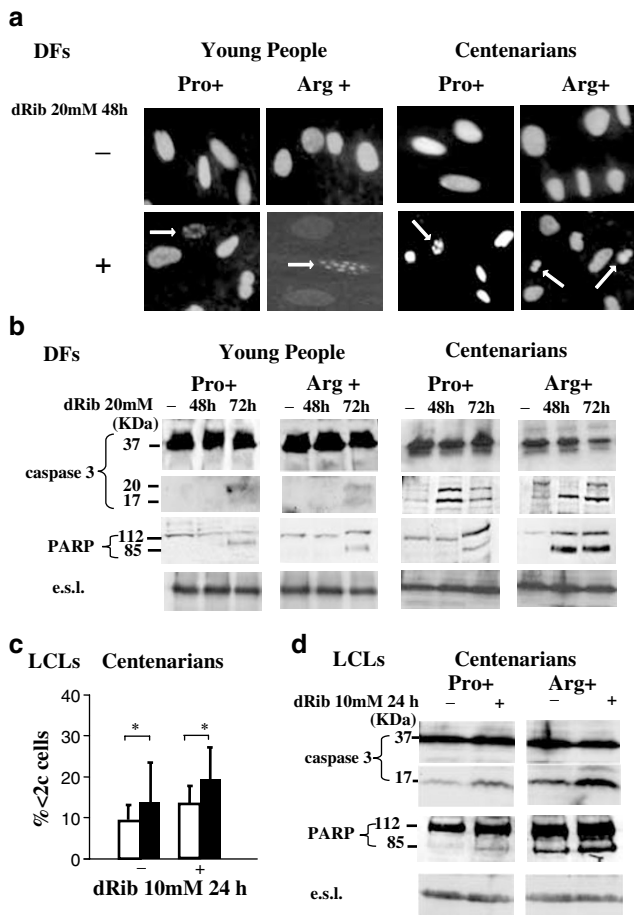 a
DFs Young People Centenarians
Pro+ Arg + Pro+ Arg+
dRib 20mM 48h
–
+
b
DFs Young People Centenarians
Pro+ Arg + Pro+ Arg+
dRib 20mM – 48h 72h – 48h 72h – 48h 72h – 48h 72h
(KDa)
37
caspase 3
20
17
112
PARP
85
e.s.l.
c
LCLs Centenarians
40
30
20
10
0
%<2c cells
* *
– +
dRib 10mM 24 h
d
LCLs Centenarians
Pro+ Arg+
dRib 10mM 24 h – + – +
(KDa)
37
caspase 3
17
112
PARP
85
e.s.l.